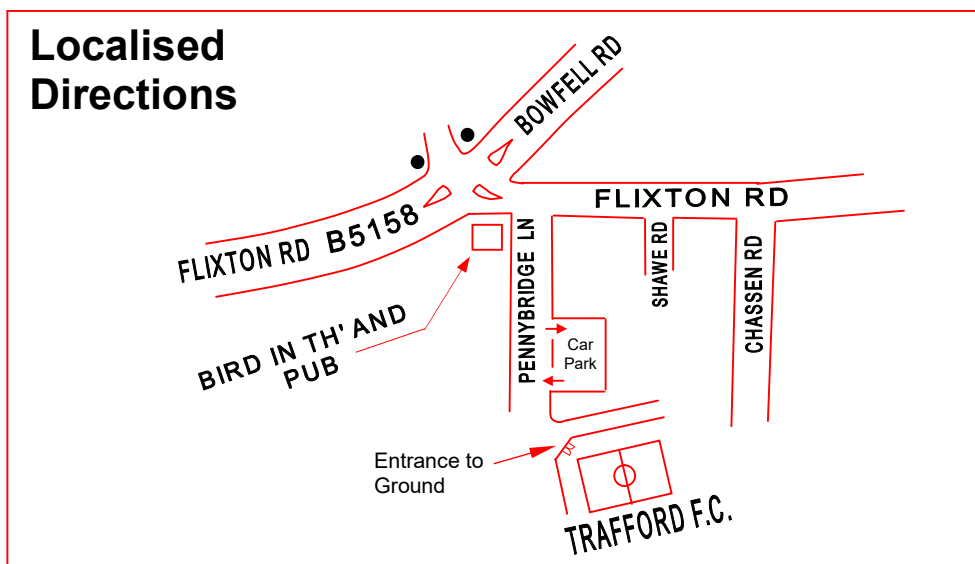 Localised
Directions
BOWFELL RD
FLIXTON RD
FLIXTON RD B5158
PENNYBRIDGE LN
SHAWE RD
CHASSEN RD
BIRD IN TH' AND
PUB
Car
Park
Entrance to
Ground
TRAFFORD F.C.